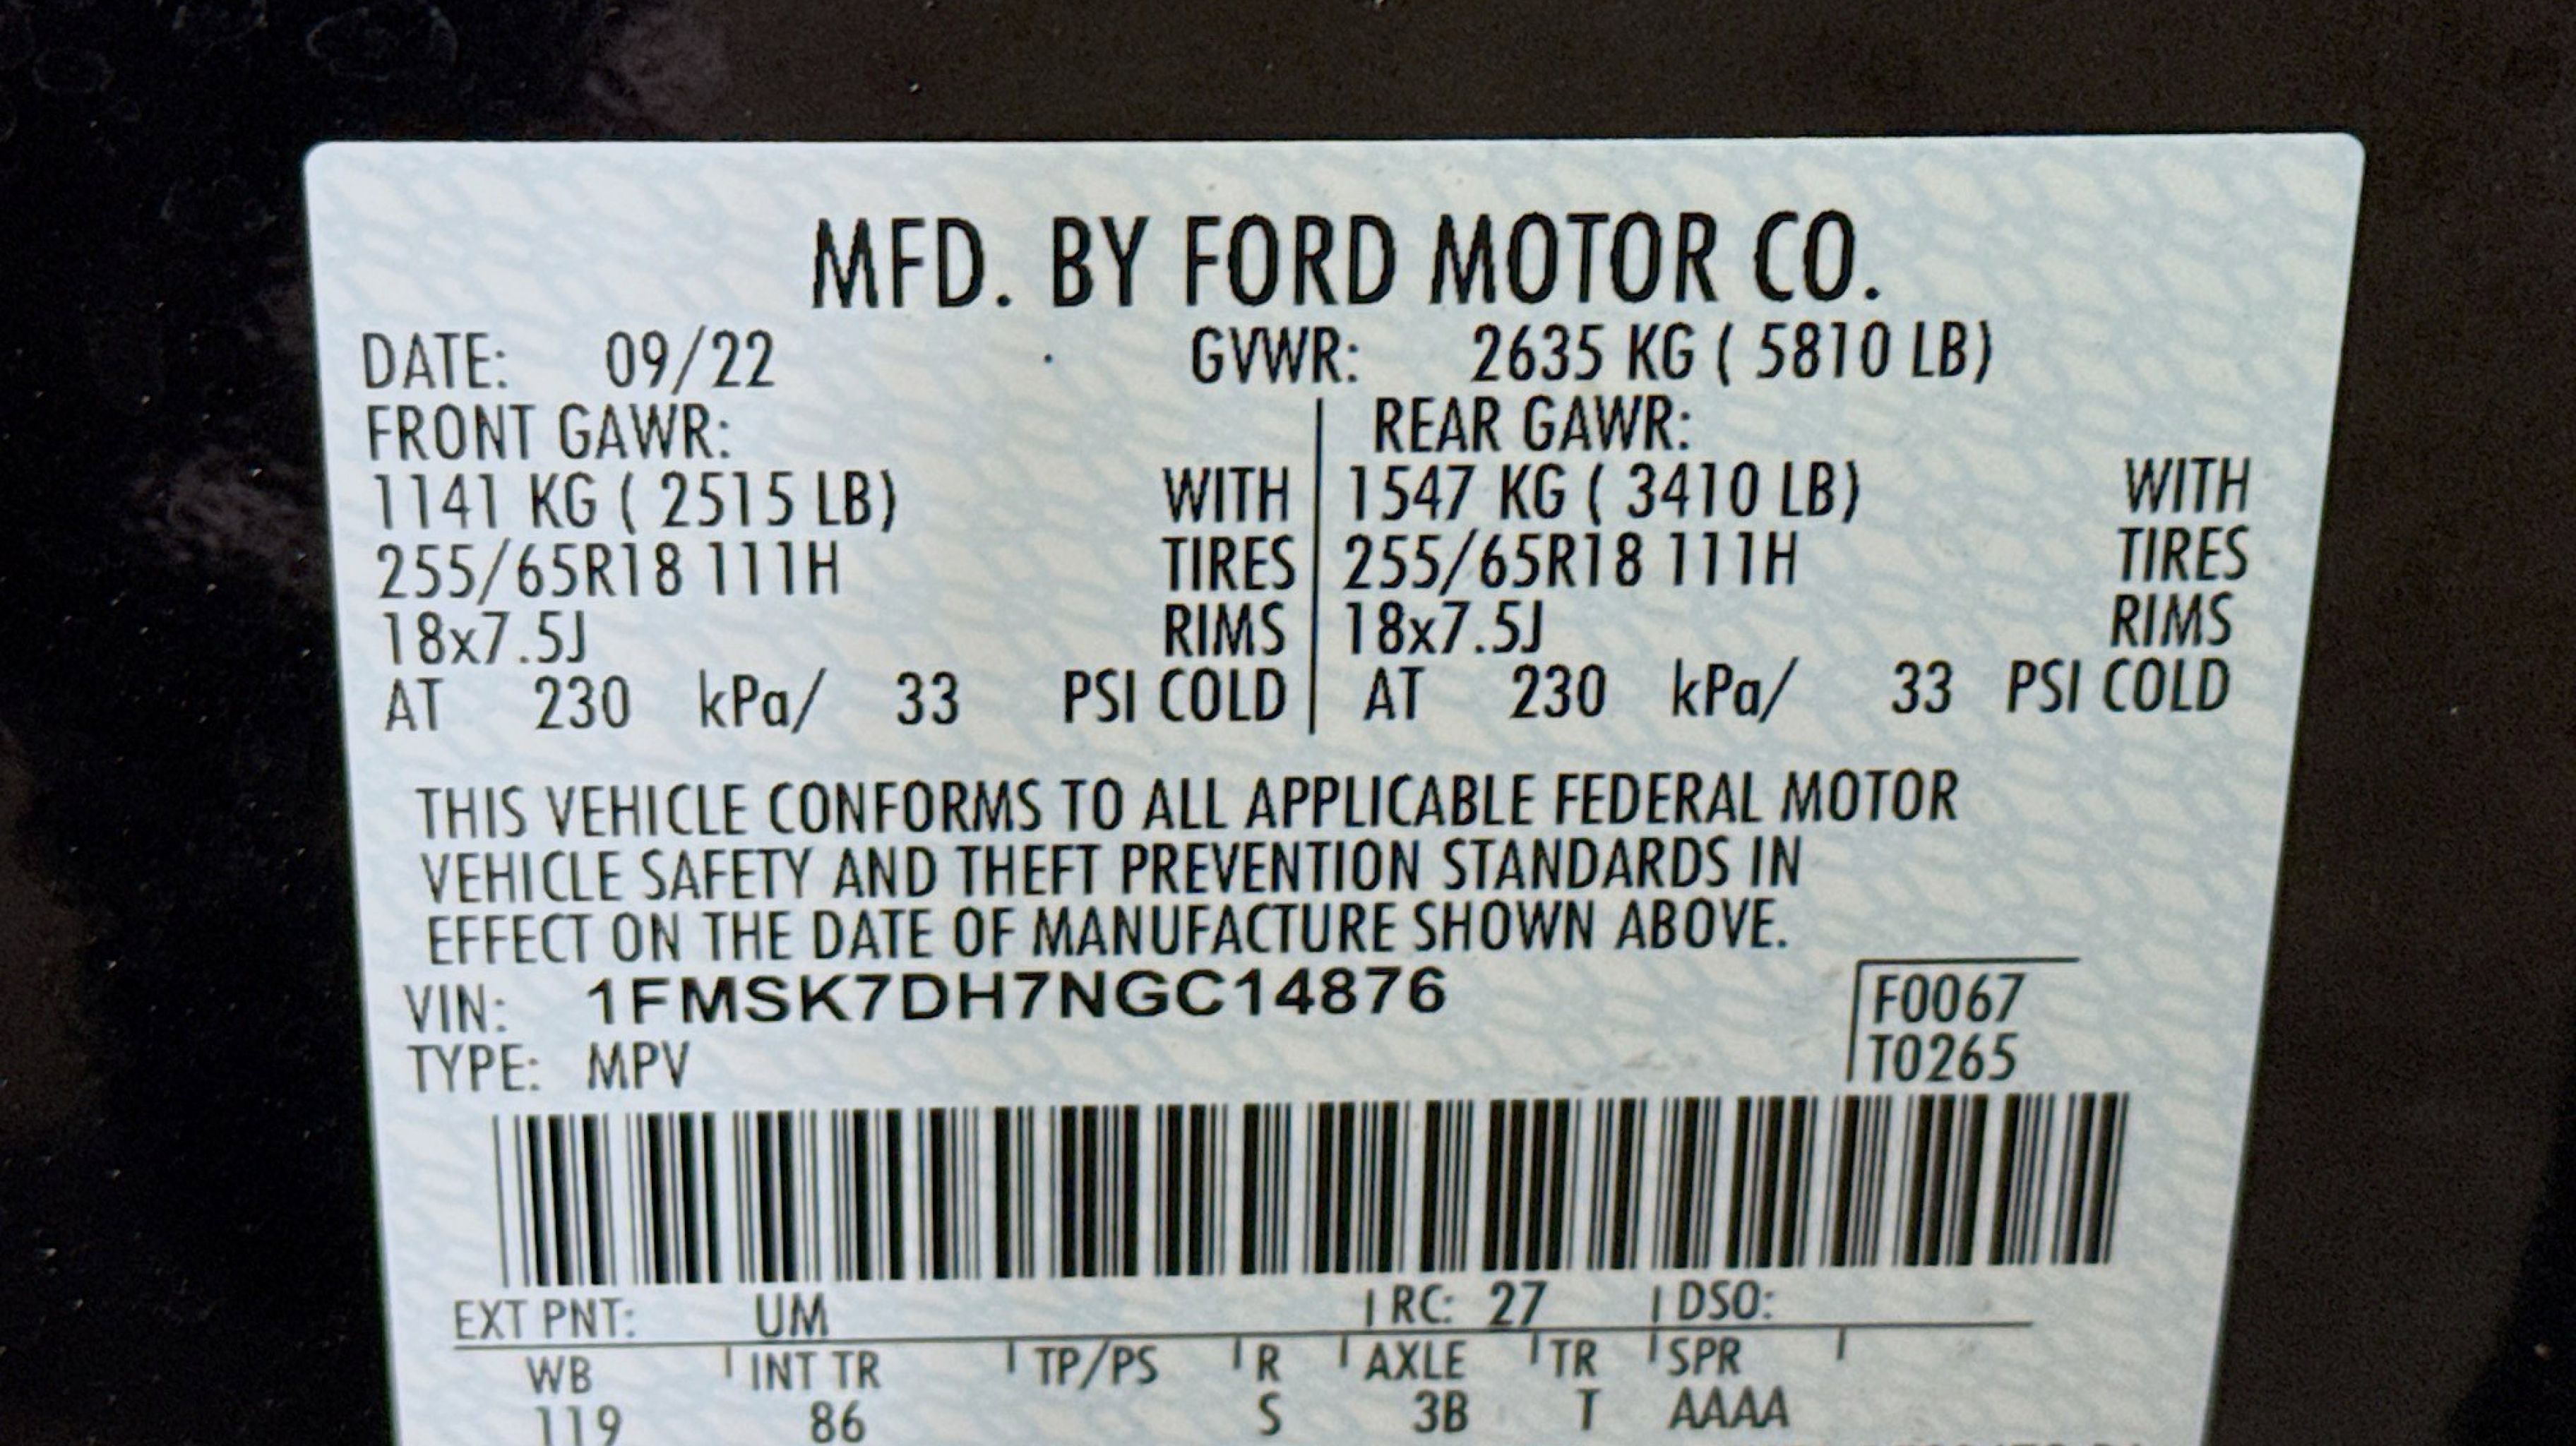 MFD. BY FORD MOTOR CO.
DATE: 09/22 GVWR: 2635 KG ( 5810 LB)
FRONT GAWR: REAR GAWR:
1141 KG ( 2515 LB) WITH 1547 KG ( 3410 LB) WITH
255/65R18 111H TIRES 255/65R18 111H TIRES
18x7.5J RIMS 18x7.5J RIMS
AT 230 kPa/ 33 PSI COLD AT 230 kPa/ 33 PSI COLD
THIS VEHICLE CONFORMS TO ALL APPLICABLE FEDERAL MOTOR
VEHICLE SAFETY AND THEFT PREVENTION STANDARDS IN
EFFECT ON THE DATE OF MANUFACTURE SHOWN ABOVE.
VIN: 1FMSK7DH7NGC14876 F0067
TYPE: MPV T0265
EXT PNT: UM RC: 27 DSO:
WB INT TR TP/PS R AXLE TR SPR
119 86 S 3B T AAAA